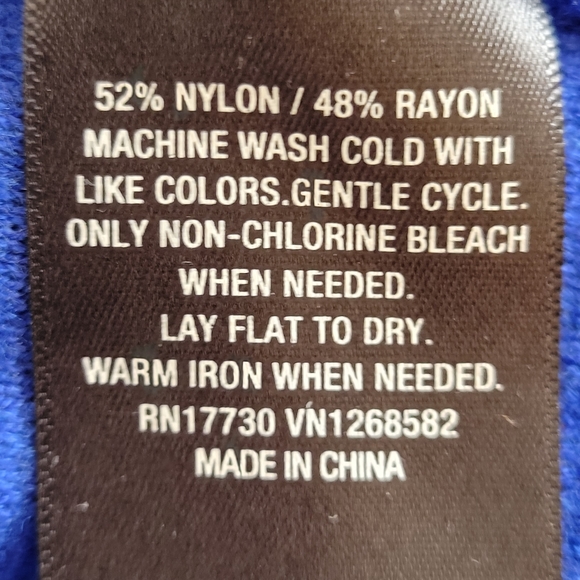 52% NYLON / 48% RAYON
MACHINE WASH COLD WITH
LIKE COLORS.GENTLE CYCLE.
ONLY NON-CHLORINE BLEACH
WHEN NEEDED.
LAY FLAT TO DRY.
WARM IRON WHEN NEEDED.
RN17730 VN1268582
MADE IN CHINA